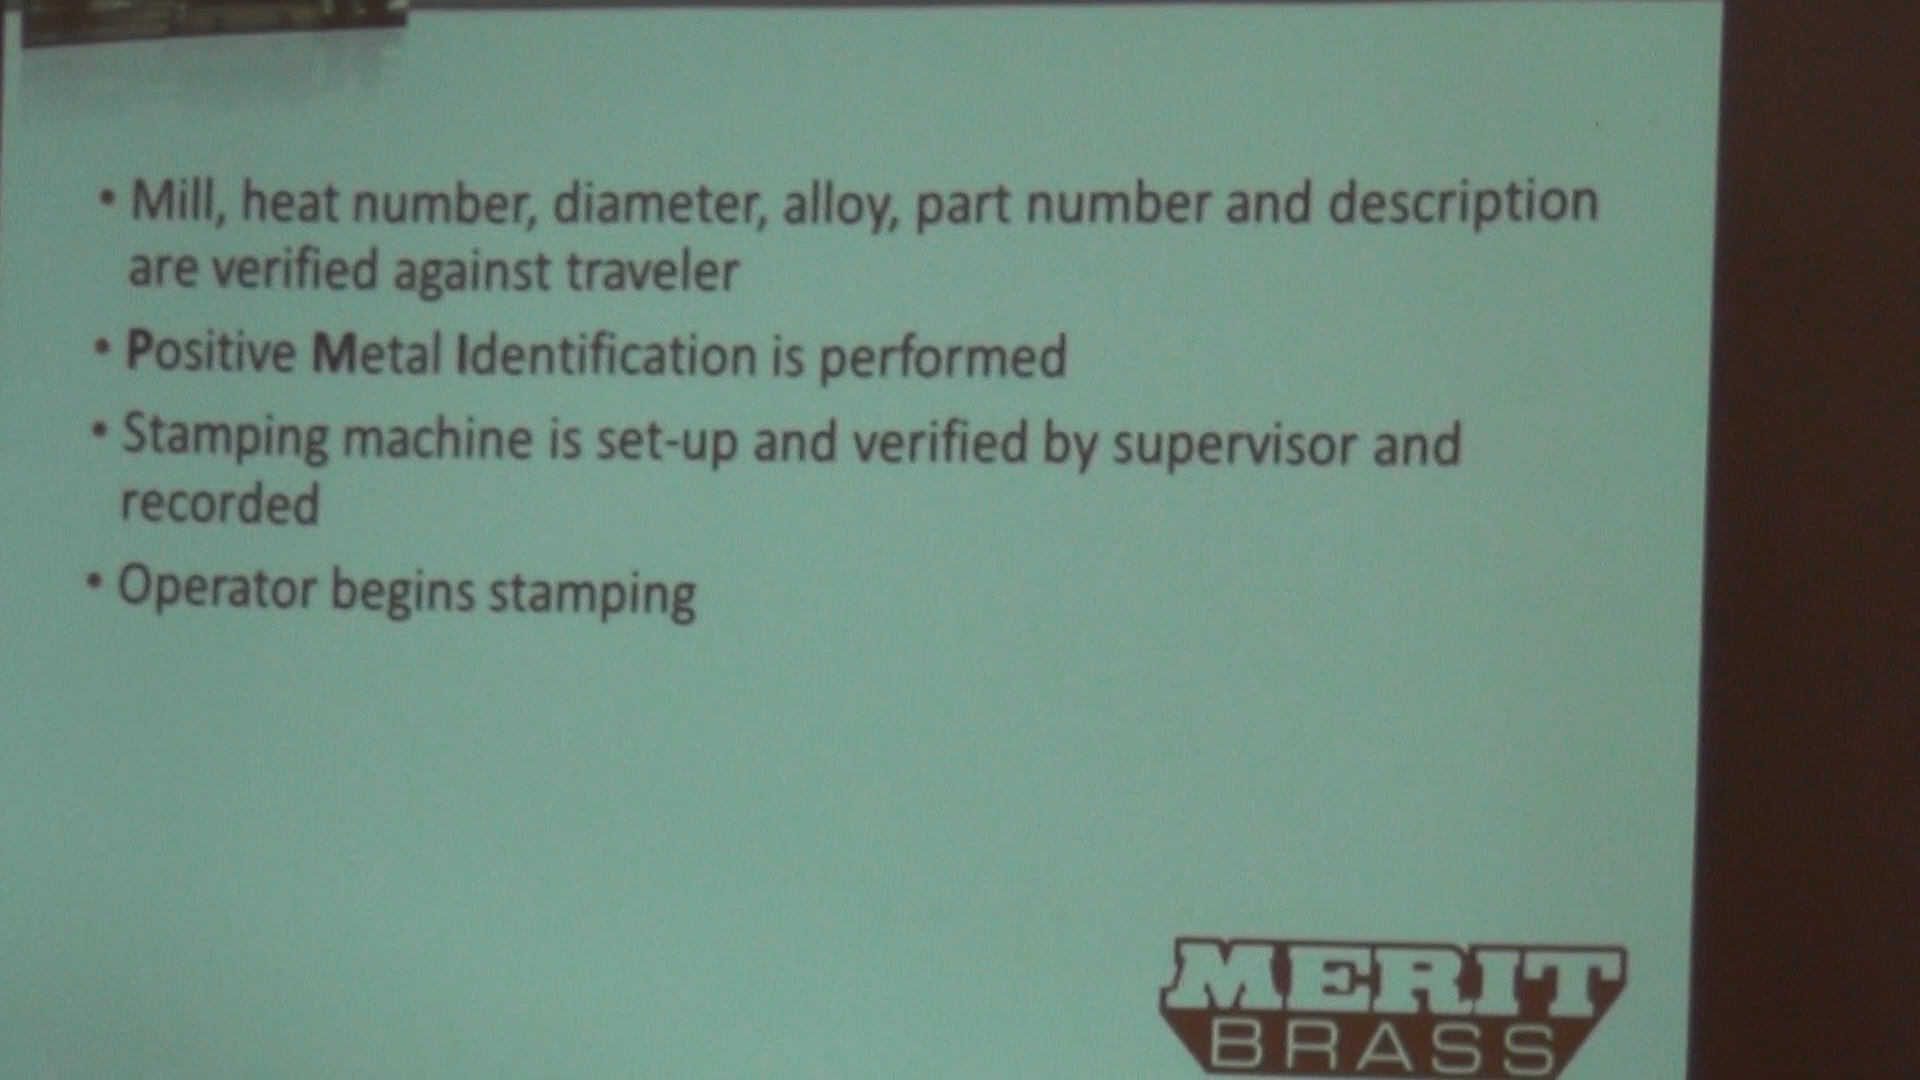 • Mill, heat number, diameter, alloy, part number and description
are verified against traveler
• Positive Metal Identification is performed
• Stamping machine is set-up and verified by supervisor and
recorded
• Operator begins stamping
MERIT
BRASS